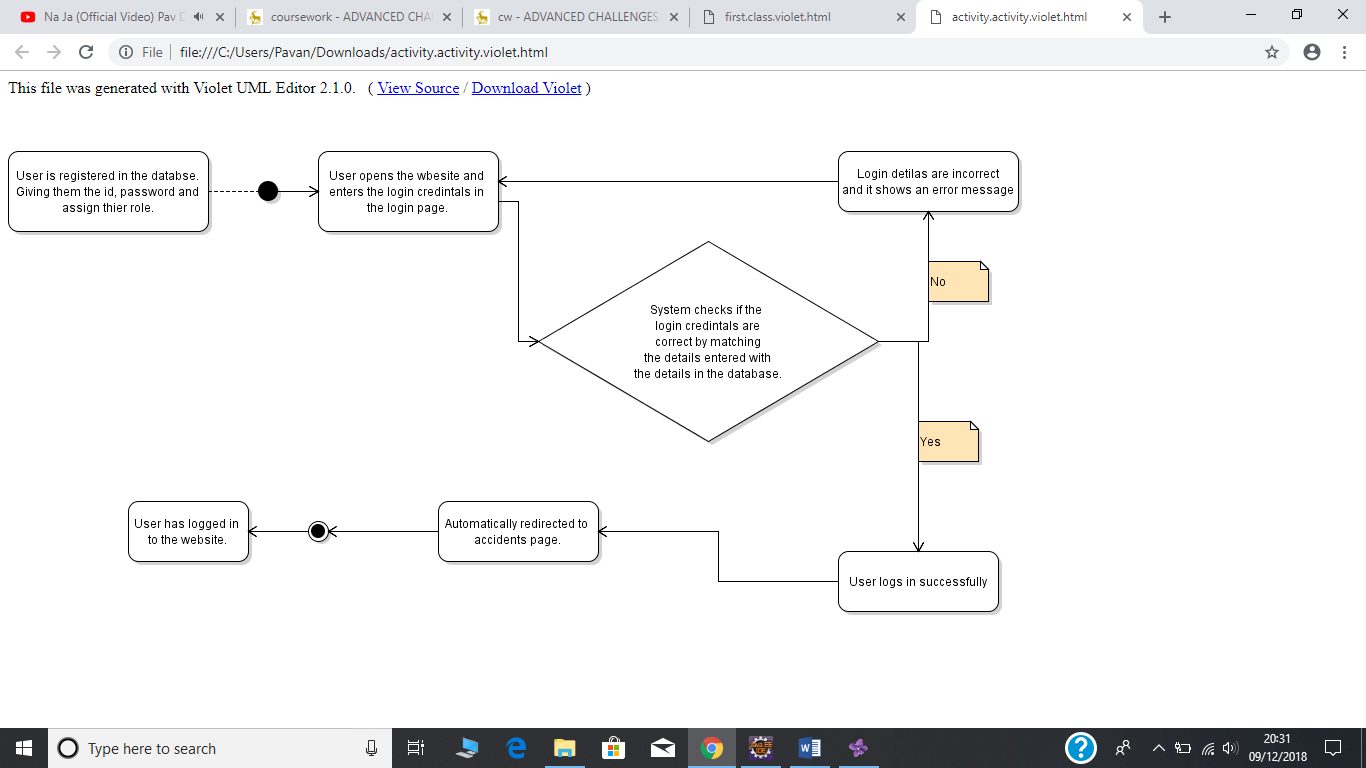 Na Ja (Official Video) Pav D
coursework - ADVANCED CHA
cw - ADVANCED CHALLENGES
first.class.violet.html
activity.activity.violet.html
File
file:///C:/Users/Pavan/Downloads/activity.activity.violet.html
This file was generated with Violet UML Editor 2.1.0. ( View Source / Download Violet )
User is registered in the databse.
Giving them the id, password and
assign thier role.
User opens the wbesite and
enters the login credintals in
the login page.
Login detilas are incorrect
and it shows an error message
No
System checks if the
login credintals are
correct by matching
the details entered with
the details in the database.
Yes
User has logged in
to the website.
Automatically redirected to
accidents page.
User logs in successfully
Type here to search
Java EE
IDE
20:31
09/12/2018